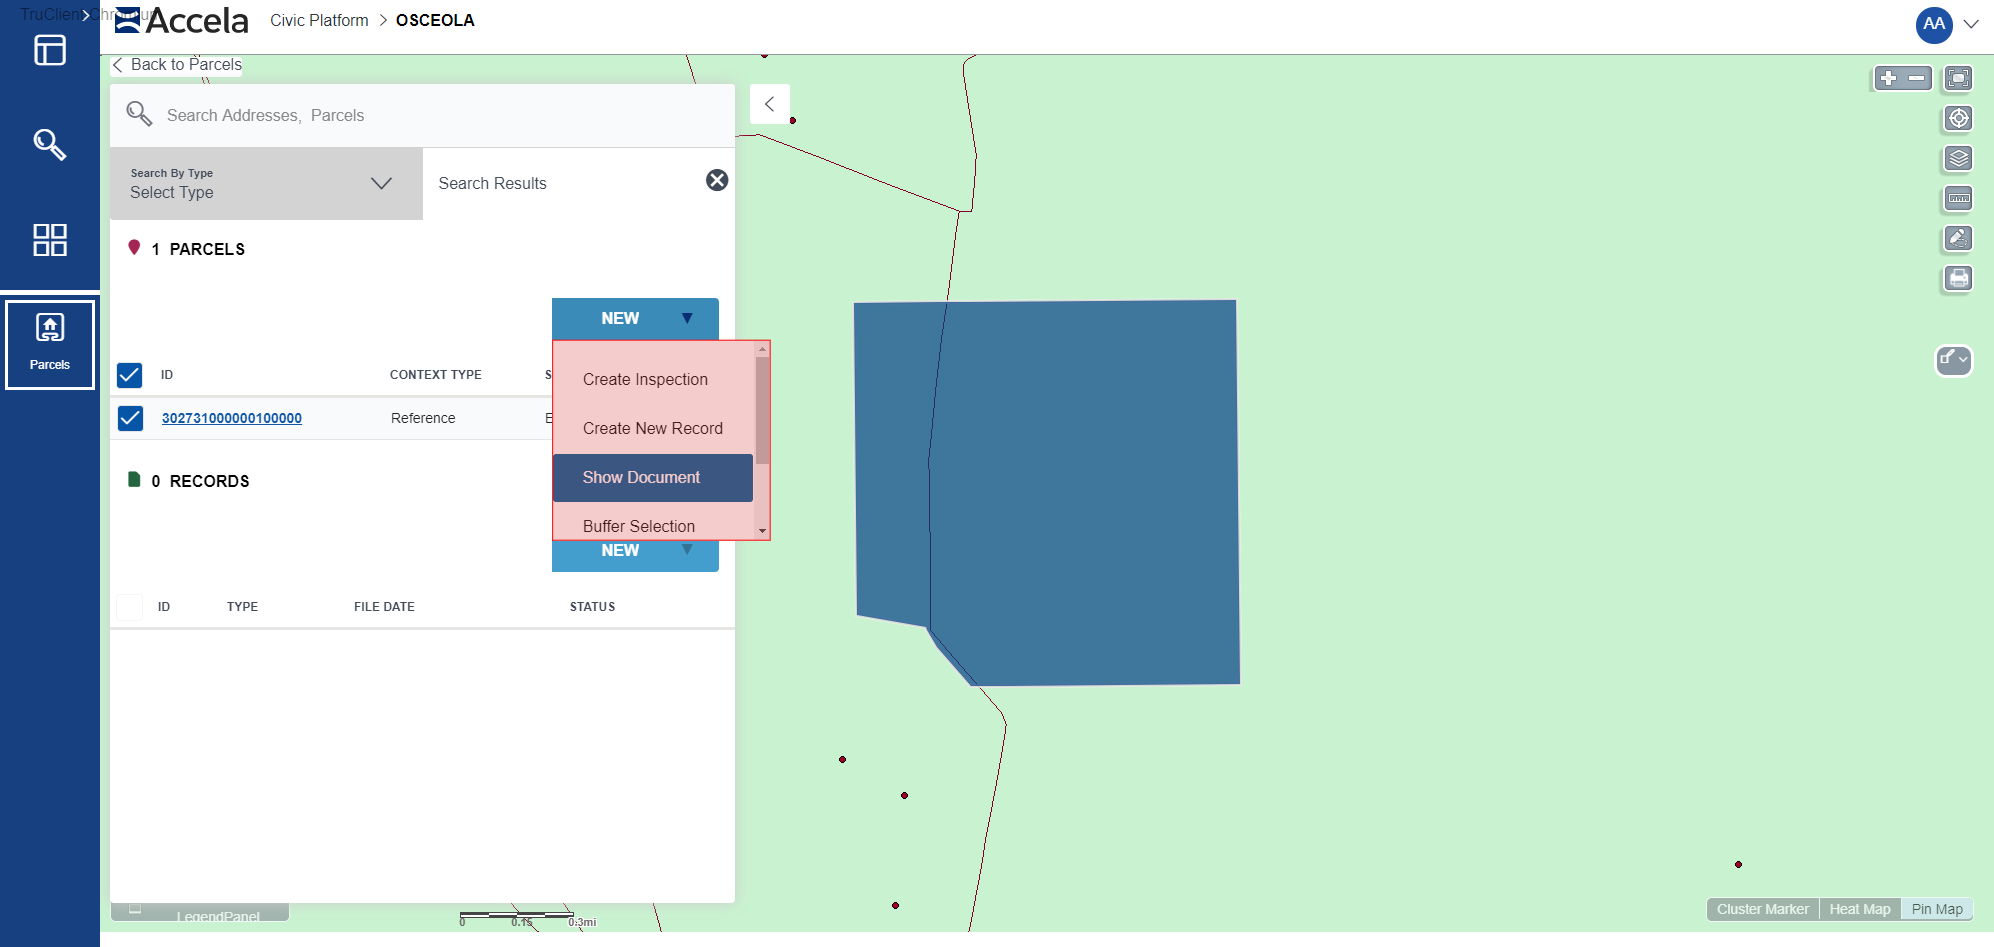 TruClient Chromium
Accela
Civic Platform > OSCEOLA
AA
Back to Parcels
Search Addresses, Parcels
Search By Type
Select Type
Search Results
1 PARCELS
NEW
ID CONTEXT TYPE S
302731000000100000 Reference E
Create Inspection
Create New Record
Show Document
Buffer Selection
0 RECORDS
NEW
ID TYPE FILE DATE STATUS
Parcels
LegendPanel
0 0.15 0.3mi
Cluster Marker Heat Map Pin Map